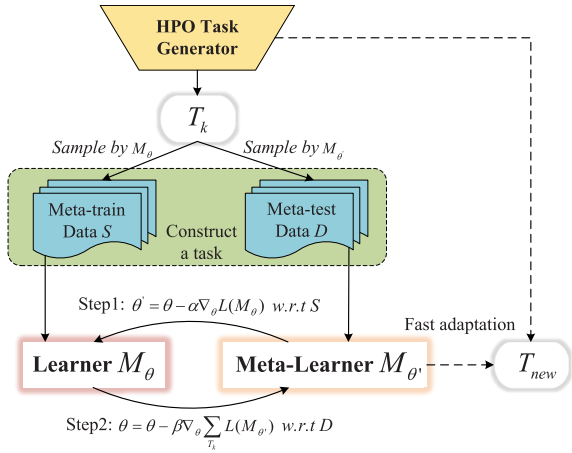 HPO Task
Generator
T_k
Sample by M_θ
Sample by M_θ'
Meta-train
Data S
Construct
a task
Meta-test
Data D
Step1: θ' = θ − α∇_θ L(M_θ) w.r.t S
Fast adaptation
Learner M_θ
Meta-Learner M_θ'
T_new
Step2: θ = θ − β∇_θ ∑_{T_k} L(M_θ') w.r.t D